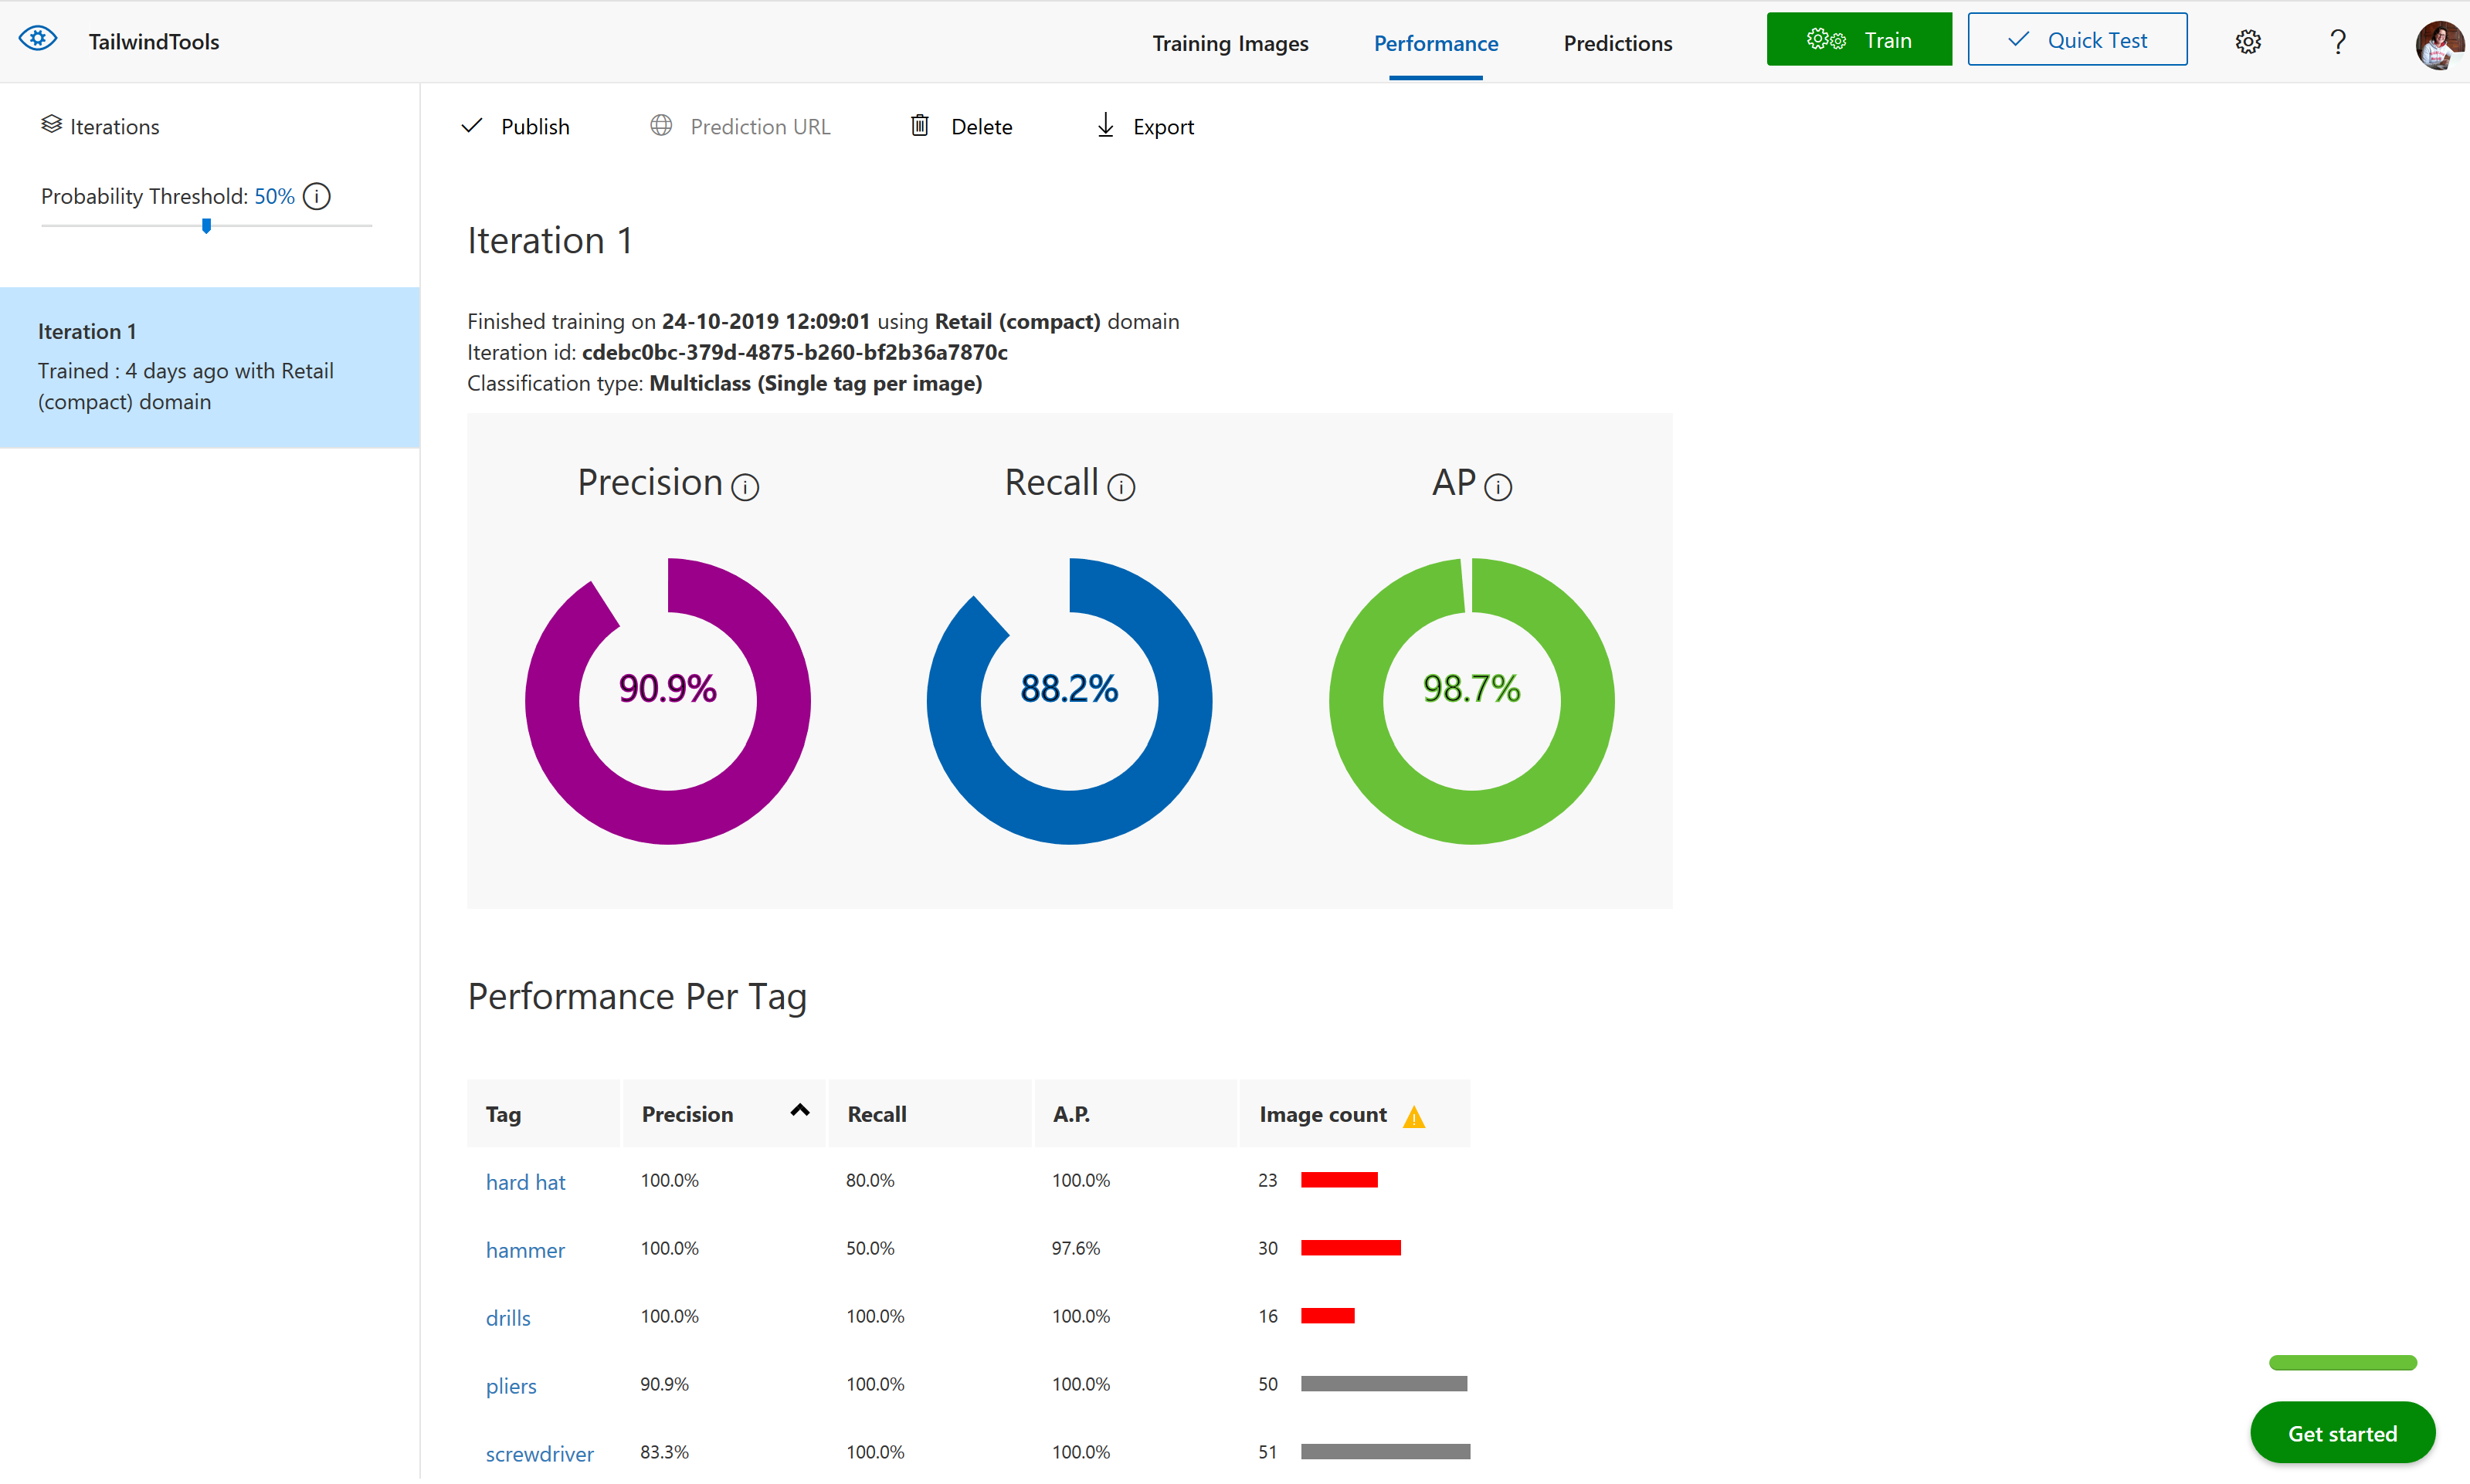 TailwindTools
Training Images
Performance
Predictions
Train
Quick Test
?
Iterations
Probability Threshold: 50%
Iteration 1
Trained : 4 days ago with Retail
(compact) domain
Publish
Prediction URL
Delete
Export
Iteration 1
Finished training on 24-10-2019 12:09:01 using Retail (compact) domain
Iteration id: cdebc0bc-379d-4875-b260-bf2b36a7870c
Classification type: Multiclass (Single tag per image)
Precision
Recall
AP
90.9%
88.2%
98.7%
Performance Per Tag
Tag Precision Recall A.P. Image count
hard hat 100.0% 80.0% 100.0% 23
hammer 100.0% 50.0% 97.6% 30
drills 100.0% 100.0% 100.0% 16
pliers 90.9% 100.0% 100.0% 50
screwdriver 83.3% 100.0% 100.0% 51
Get started